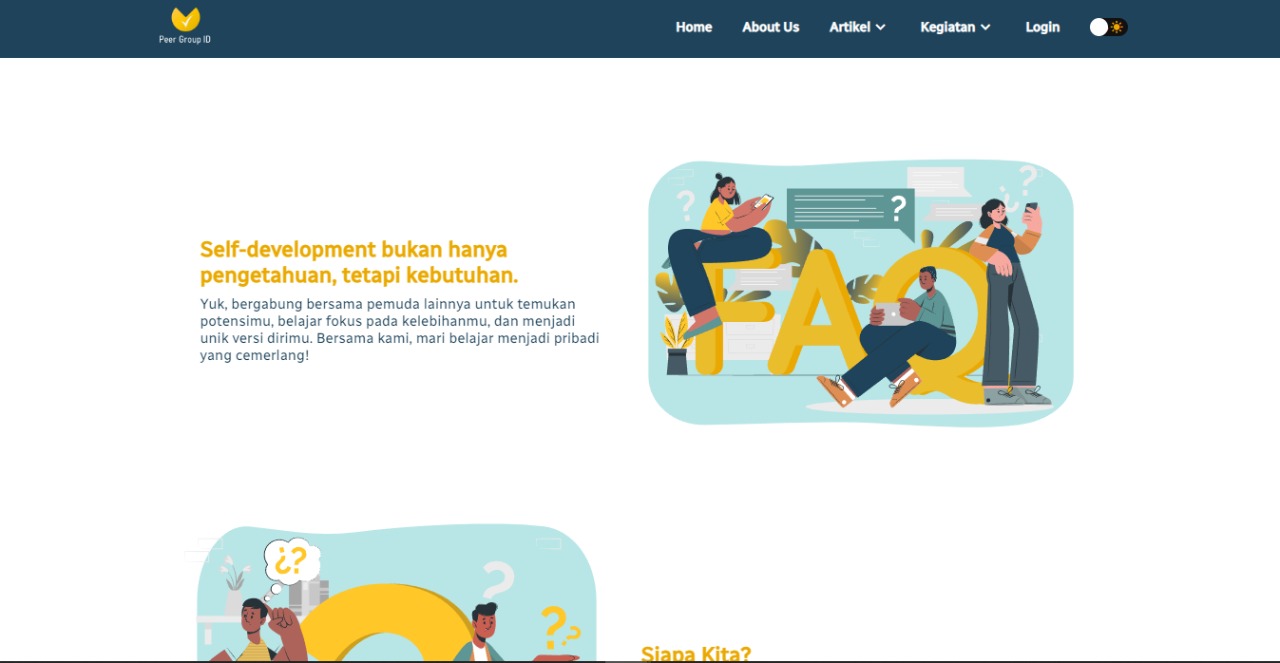 Peer Group ID
Home
About Us
Artikel
Kegiatan
Login
Self-development bukan hanya
pengetahuan, tetapi kebutuhan.
Yuk, bergabung bersama pemuda lainnya untuk temukan
potensimu, belajar fokus pada kelebihanmu, dan menjadi
unik versi dirimu. Bersama kami, mari belajar menjadi pribadi
yang cemerlang!
?
?
?
¿
FAQ
¿?
?
?
?
Siapa Kita?